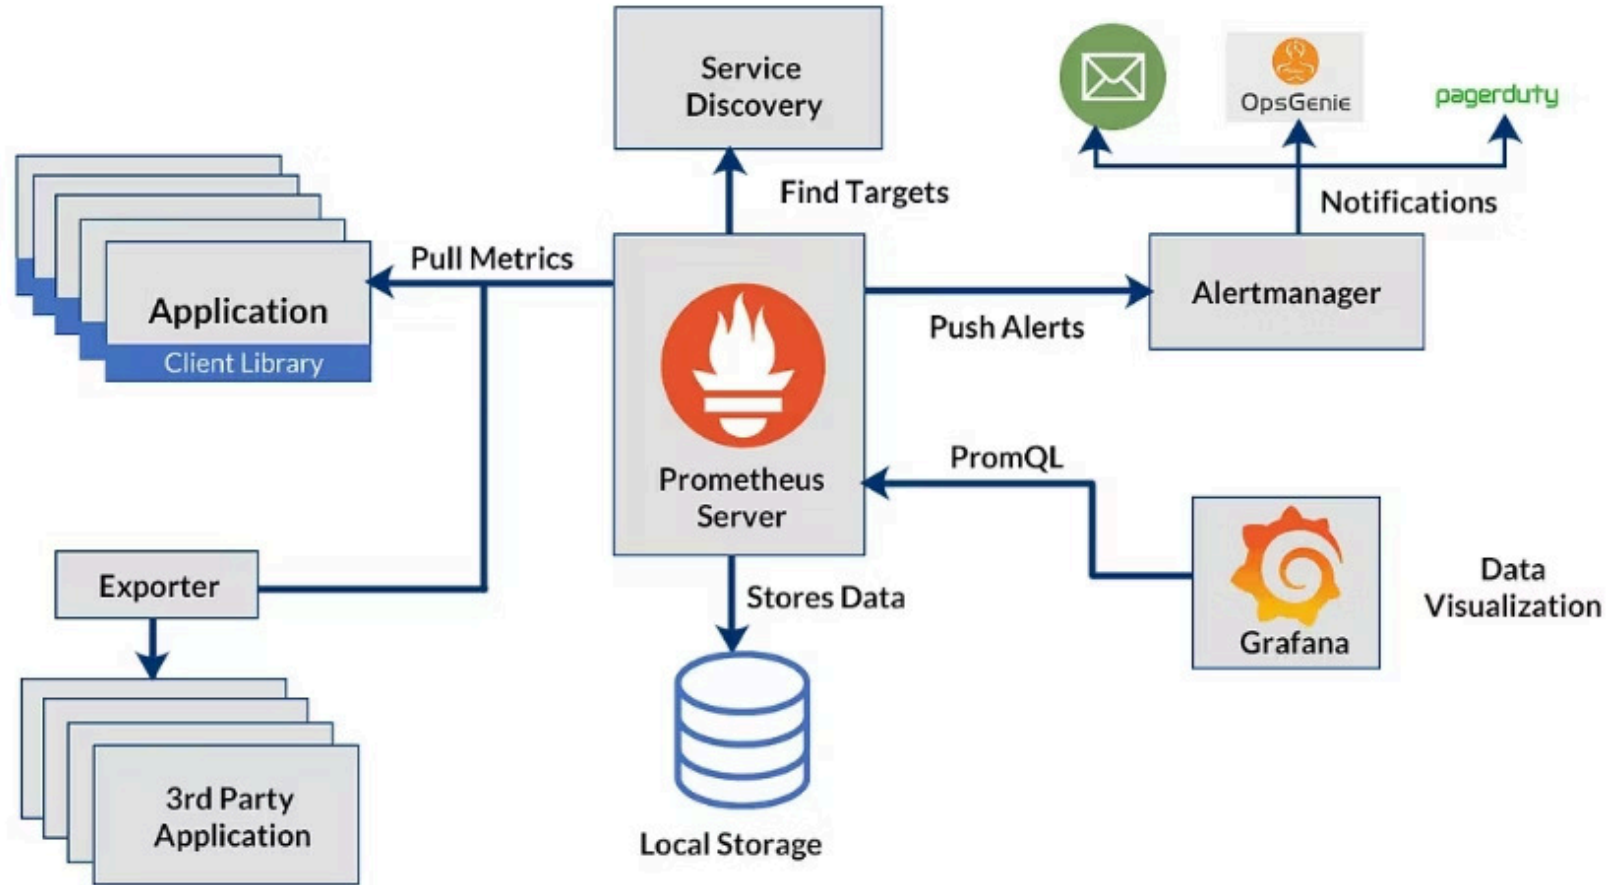 Service
Discovery
OpsGenie
pagerduty
Find Targets
Notifications
Pull Metrics
Application
Client Library
Push Alerts
Alertmanager
Prometheus
Server
PromQL
Grafana
Data
Visualization
Exporter
Stores Data
3rd Party
Application
Local Storage